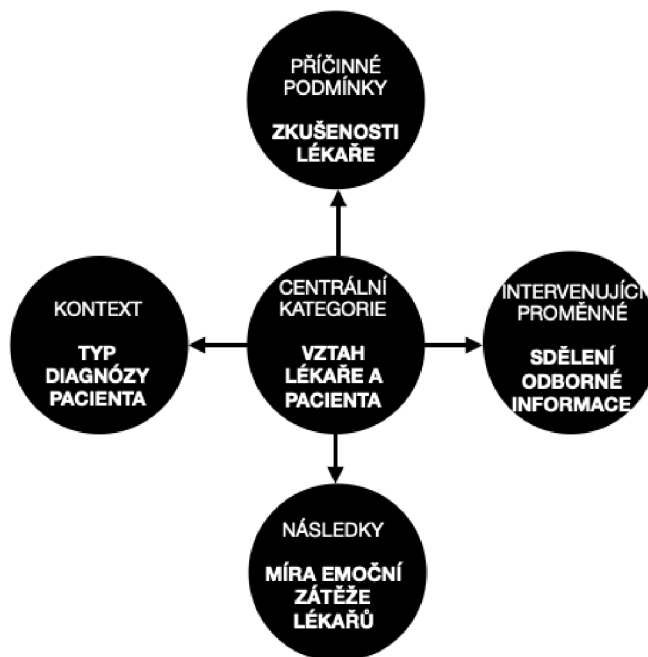 PŘÍČINNÉ
PODMÍNKY
ZKUŠENOSTI
LÉKAŘE
KONTEXT
TYP
DIAGNÓZY
PACIENTA
CENTRÁLNÍ
KATEGORIE
VZTAH
LÉKAŘE A
PACIENTA
INTERVENUJÍCÍ
PROMĚNNÉ
SDĚLENÍ
ODBORNÉ
INFORMACE
NÁSLEDKY
MÍRA EMOČNÍ
ZÁTĚŽE
LÉKAŘŮ